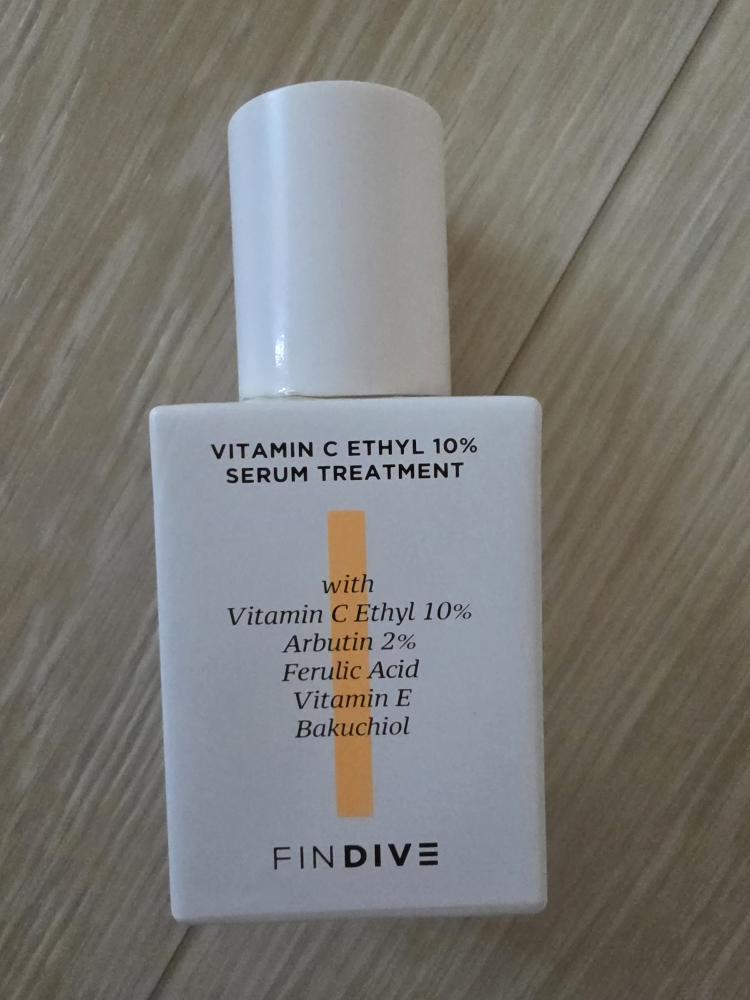 VITAMIN C ETHYL 10%
SERUM TREATMENT
with
Vitamin C Ethyl 10%
Arbutin 2%
Ferulic Acid
Vitamin E
Bakuchiol
FINDIVE